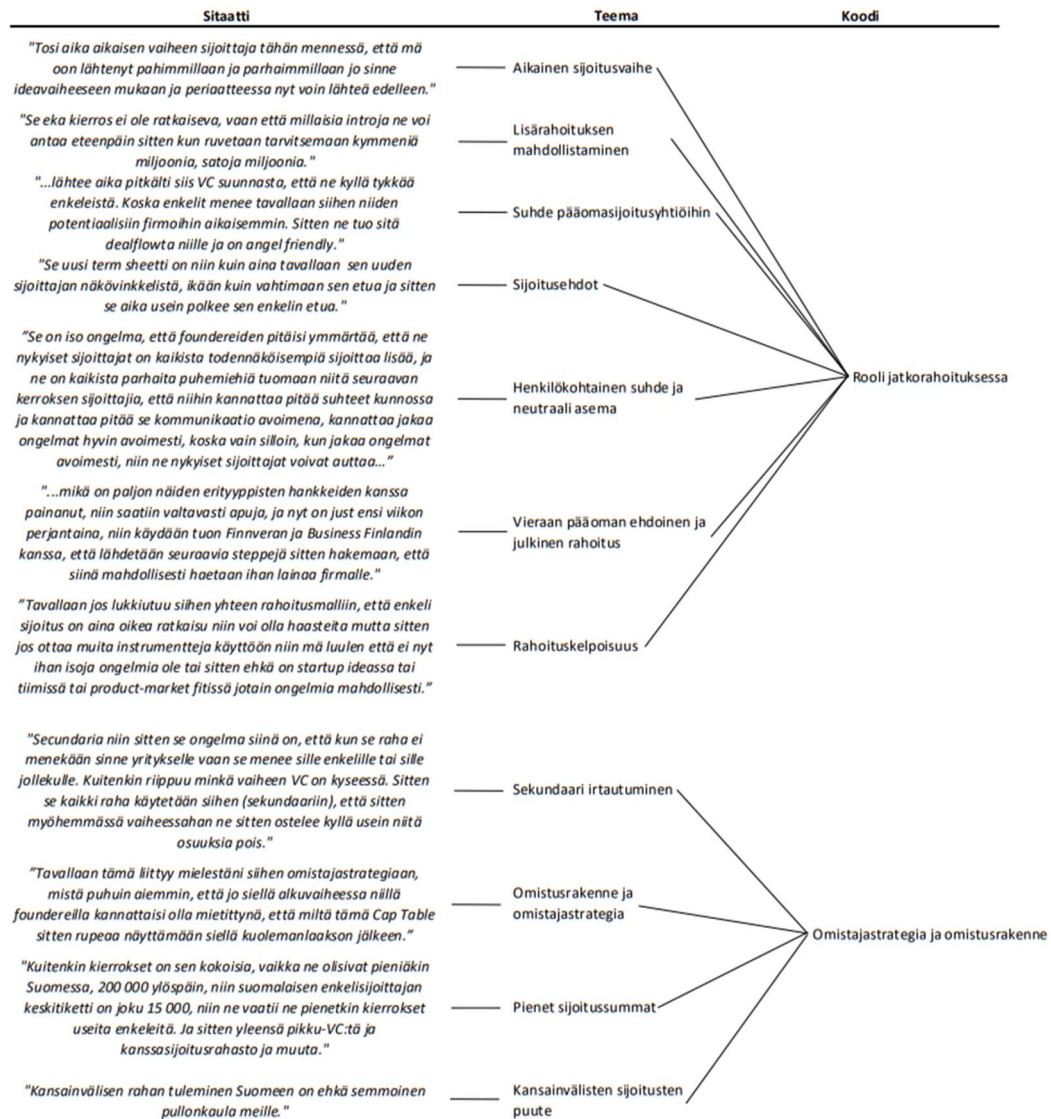 Sitaatti Teema Koodi
"Tosi aika aikaisen vaiheen sijoittaja tähän mennessä, että mä
oon lähtenyt pahimmillaan ja parhaimmillaan jo sinne
ideavaiheeseen mukaan ja periaatteessa nyt voin lähteä edelleen."
Aikainen sijoitusvaihe
"Se eka kierros ei ole ratkaiseva, vaan että millaisia introja ne voi
antaa eteenpäin sitten kun ruvetaan tarvitsemaan kymmeniä
miljoonia, satoja miljoonia."
Lisärahoituksen
mahdollistaminen
"...lähtee aika pitkälti siis VC suunnasta, että ne kyllä tykkää
enkeleistä. Koska enkelit menee tavallaan siihen niiden
potentiaalisiin firmoihin aikaisemmin. Sitten ne tuo sitä
dealflowta niille ja on angel friendly."
Suhde pääomasijoitusyhtiöihin
"Se uusi term sheetti on niin kuin aina tavallaan sen uuden
sijoittajan näkövinkkelistä, ikään kuin vahtimaan sen etua ja sitten
se aika usein polkee sen enkelin etua."
Sijoitusehdot
"Se on iso ongelma, että foundereiden pitäisi ymmärtää, että ne
nykyiset sijoittajat on kaikista todennäköisempiä sijoittaa lisää, ja
ne on kaikista parhaita puhemiehiä tuomaan niitä seuraavan
kerroksen sijoittajia, että niihin kannattaa pitää suhteet kunnossa
ja kannattaa pitää se kommunikaatio avoimena, kannattaa jakaa
ongelmat hyvin avoimesti, koska vain silloin, kun jakaa ongelmat
avoimesti, niin ne nykyiset sijoittajat voivat auttaa…"
Henkilökohtainen suhde ja
neutraali asema
Rooli jatkorahoituksessa
"...mikä on paljon näiden erityyppisten hankkeiden kanssa
painanut, niin saatiin valtavasti apuja, ja nyt on just ensi viikon
perjantaina, niin käydään tuon Finnveran ja Business Finlandin
kanssa, että lähdetään seuraavia steppejä sitten hakemaan, että
siinä mahdollisesti haetaan ihan lainaa firmalle."
Vieraan pääoman ehdoinen ja
julkinen rahoitus
"Tavallaan jos lukkiutuu siihen yhteen rahoitusmalliin, että enkeli
sijoitus on aina oikea ratkaisu niin voi olla haasteita mutta sitten
jos ottaa muita instrumentteja käyttöön niin mä luulen että ei nyt
ihan isoja ongelmia ole tai sitten ehkä on startup ideassa tai
tiimissä tai product-market fitissä jotain ongelmia mahdollisesti."
Rahoituskelpoisuus
"Secundaria niin sitten se ongelma siinä on, että kun se raha ei
menekään sinne yritykselle vaan se menee sille enkelille tai sille
jollekulle. Kuitenkin riippuu minkä vaiheen VC on kyseessä. Sitten
se kaikki raha käytetään siihen (sekundaariin), että sitten
myöhemmässä vaiheessahan ne sitten ostelee kyllä usein niitä
osuuksia pois."
Sekundaari irtautuminen
"Tavallaan tämä liittyy mielestäni siihen omistajastrategiaan,
mistä puhuin aiemmin, että jo siellä alkuvaiheessa niillä
foundereilla kannattaisi olla mietittynä, että miltä tämä Cap Table
sitten rupeaa näyttämään siellä kuolemanlaakson jälkeen."
Omistusrakenne ja
omistajastrategia
Omistajastrategia ja omistusrakenne
"Kuitenkin kierrokset on sen kokoisia, vaikka ne olisivat pieniäkin
Suomessa, 200 000 ylöspäin, niin suomalaisen enkelisijoittajan
keskitiketti on joku 15 000, niin ne vaatii ne pienetkin kierrokset
useita enkeleitä. Ja sitten yleensä pikku-VC:tä ja
kanssasijoitusrahasto ja muuta."
Pienet sijoitussummat
"Kansainvälisen rahan tuleminen Suomeen on ehkä semmoinen
pullonkaula meille."
Kansainvälisten sijoitusten
puute